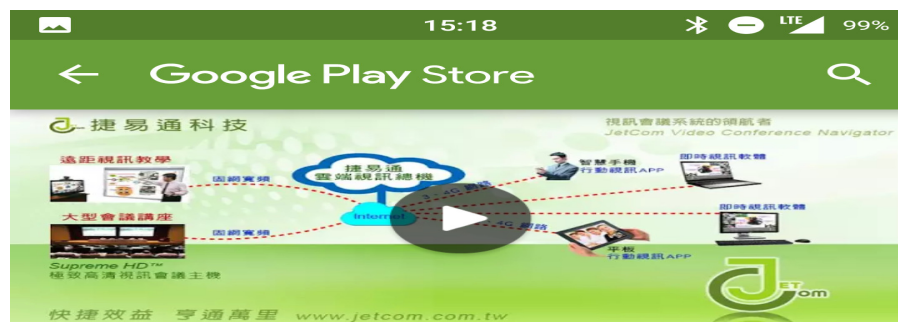 15:18
LTE
99%
Google Play Store
捷易通科技
視訊會議系統的領航者
JetCom Video Conference Navigator
遠距視訊教學
固網寬頻
捷易通
雲端視訊總機
智慧手機
行動視訊APP
即時視訊軟體
大型會議講座
固網寬頻
Internet
4G 網路
即時視訊軟體
平板
行動視訊APP
Supreme HD™
極致高清視訊會議主機
JET
com
快捷效益 亨通萬里 www.jetcom.com.tw